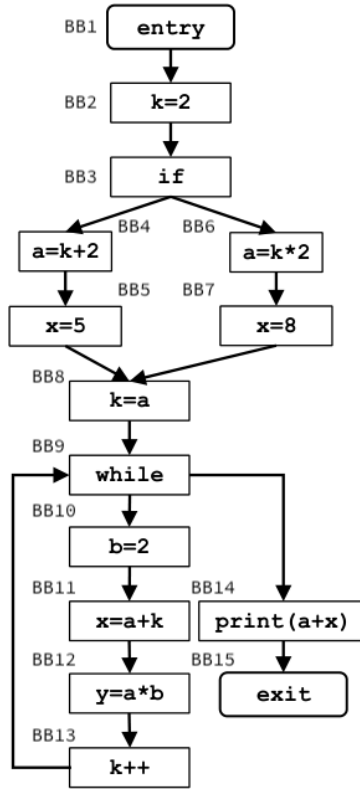 BB1 entry
BB2 k=2
BB3 if
BB4 BB6
a=k+2 a=k*2
BB5 BB7
x=5 x=8
BB8
k=a
BB9
while
BB10
b=2
BB11 BB14
x=a+k print(a+x)
BB12 BB15
y=a*b exit
BB13
k++